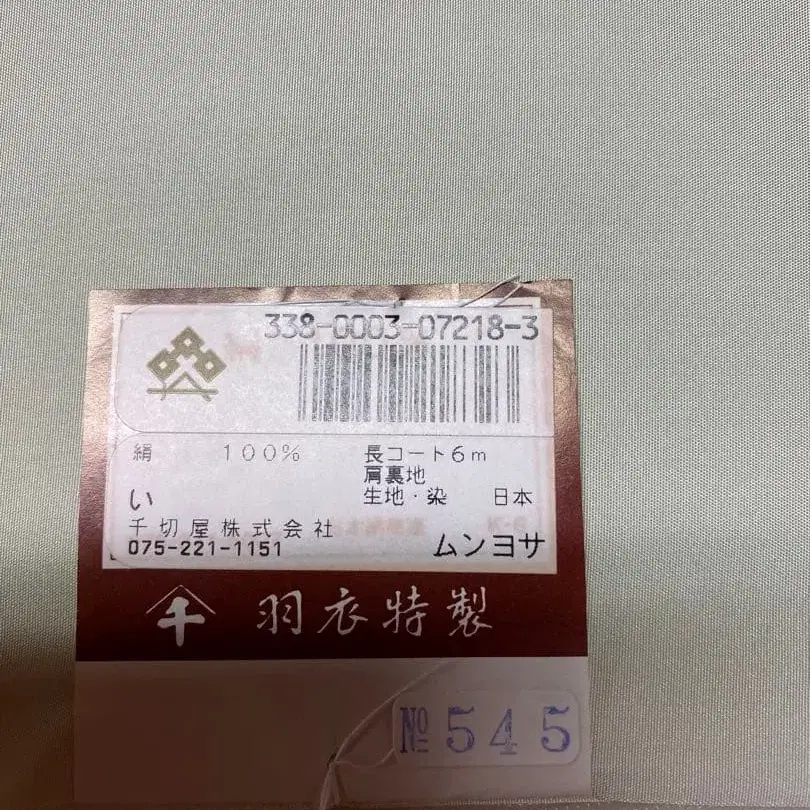 338-0003-07218-3
絹 100% 長コート6m
肩裏地
い 生地・染 日本
千切屋株式会社
075-221-1151 ムンヨサ
千 羽衣特製
№545